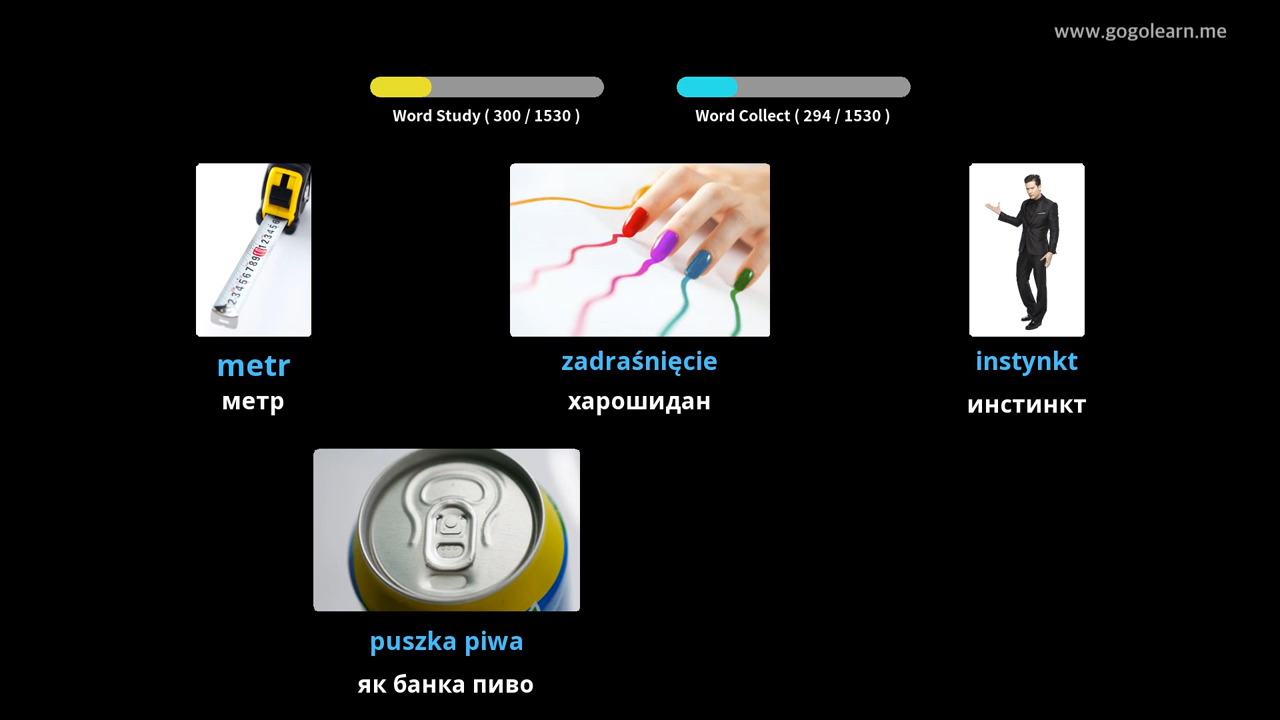 www.gogolearn.me
Word Study ( 300 / 1530 )
Word Collect ( 294 / 1530 )
metr
zadraśnięcie
instynkt
метр
харошидан
инстинкт
puszka piwa
як банка пиво